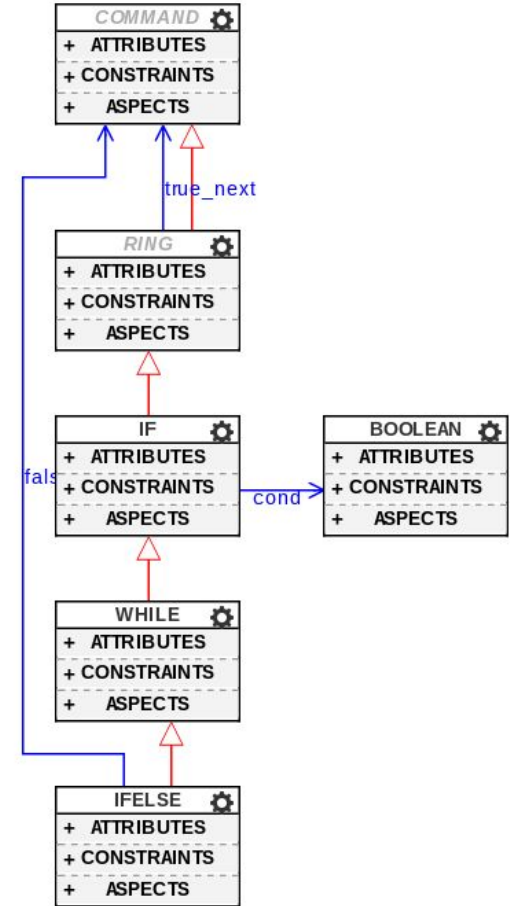 COMMAND
+ ATTRIBUTES
+ CONSTRAINTS
+ ASPECTS
true_next
RING
+ ATTRIBUTES
+ CONSTRAINTS
+ ASPECTS
IF
+ ATTRIBUTES
+ CONSTRAINTS
+ ASPECTS
fals
cond
BOOLEAN
+ ATTRIBUTES
+ CONSTRAINTS
+ ASPECTS
WHILE
+ ATTRIBUTES
+ CONSTRAINTS
+ ASPECTS
IFELSE
+ ATTRIBUTES
+ CONSTRAINTS
+ ASPECTS